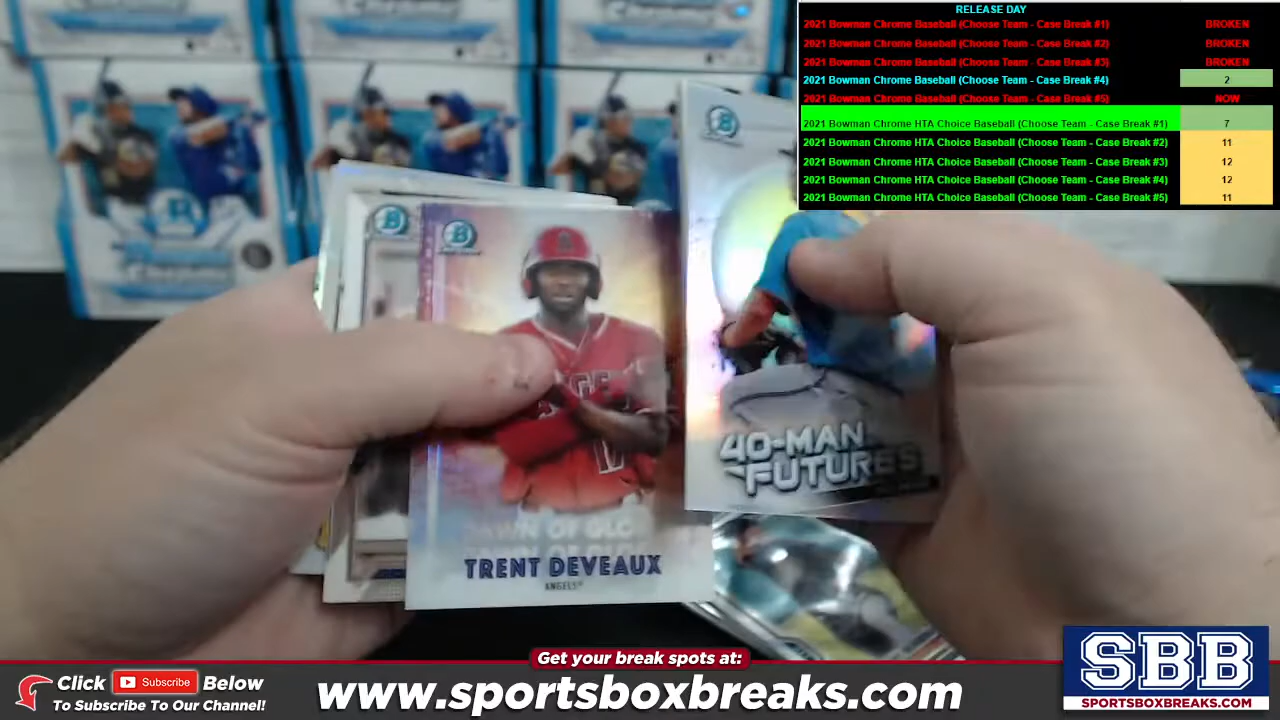 RELEASE DAY
2021 Bowman Chrome Baseball (Choose Team - Case Break #1) BROKEN
2021 Bowman Chrome Baseball (Choose Team - Case Break #2) BROKEN
2021 Bowman Chrome Baseball (Choose Team - Case Break #3) BROKEN
2021 Bowman Chrome Baseball (Choose Team - Case Break #4) 2
2021 Bowman Chrome Baseball (Choose Team - Case Break #5) NOW
2021 Bowman Chrome HTA Choice Baseball (Choose Team - Case Break #1) 7
2021 Bowman Chrome HTA Choice Baseball (Choose Team - Case Break #2) 11
2021 Bowman Chrome HTA Choice Baseball (Choose Team - Case Break #3) 12
2021 Bowman Chrome HTA Choice Baseball (Choose Team - Case Break #4) 12
2021 Bowman Chrome HTA Choice Baseball (Choose Team - Case Break #5) 11
40-MAN
FUTURES
DAWN OF GLO
TRENT DEVEAUX
ANGELS
Get your break spots at:
Click Subscribe Below
To Subscribe To Our Channel!
www.sportsboxbreaks.com
SBB
SPORTSBOXBREAKS.COM